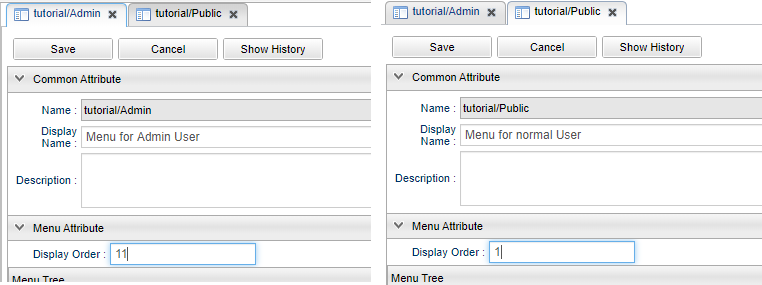 tutorial/Admin tutorial/Public
Save Cancel Show History
Common Attribute
Name : tutorial/Admin
Display Name : Menu for Admin User
Description :
Menu Attribute
Display Order : 11
Menu Tree
tutorial/Admin tutorial/Public
Save Cancel Show History
Common Attribute
Name : tutorial/Public
Display Name : Menu for normal User
Description :
Menu Attribute
Display Order : 1
Menu Tree